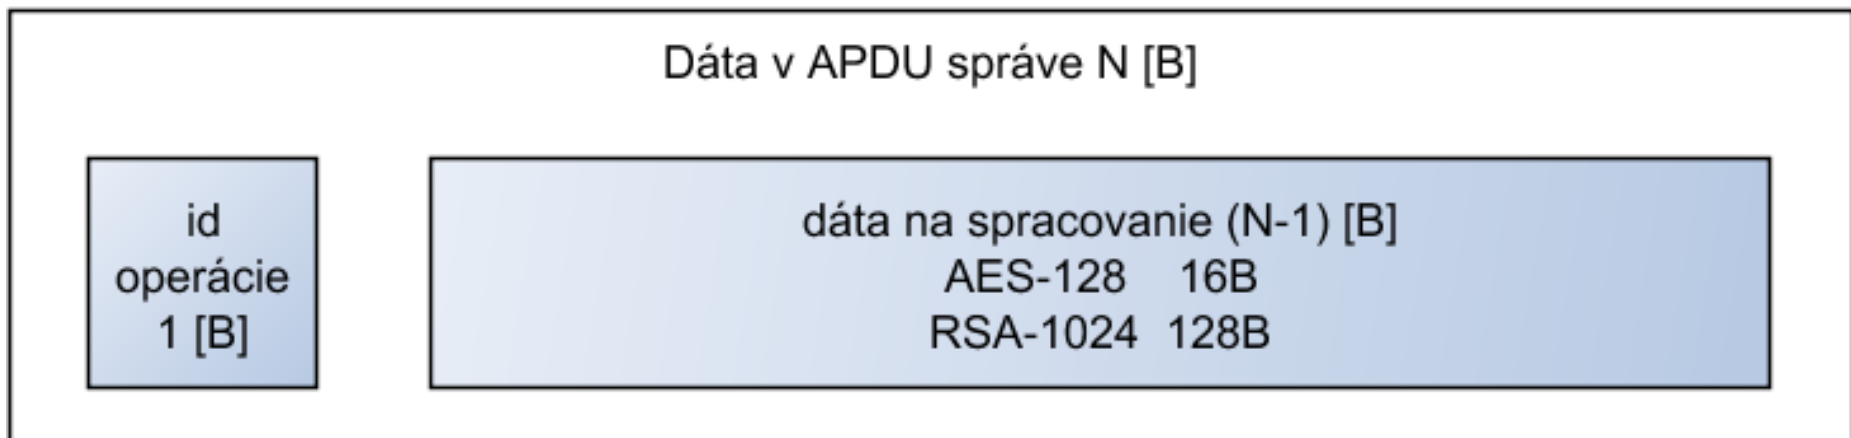 Dáta v APDU správe N [B]
id
operácie
1 [B]
dáta na spracovanie (N-1) [B]
AES-128 16B
RSA-1024 128B